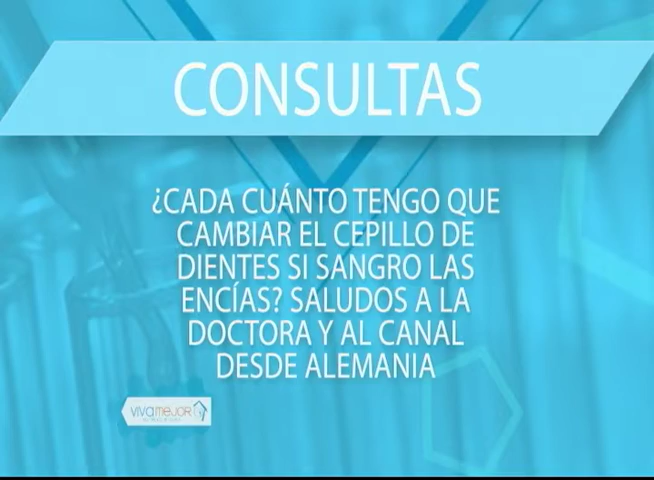 CONSULTAS
¿CADA CUÁNTO TENGO QUE
CAMBIAR EL CEPILLO DE
DIENTES SI SANGRO LAS
ENCÍAS? SALUDOS A LA
DOCTORA Y AL CANAL
DESDE ALEMANIA
VIVAMEJOR